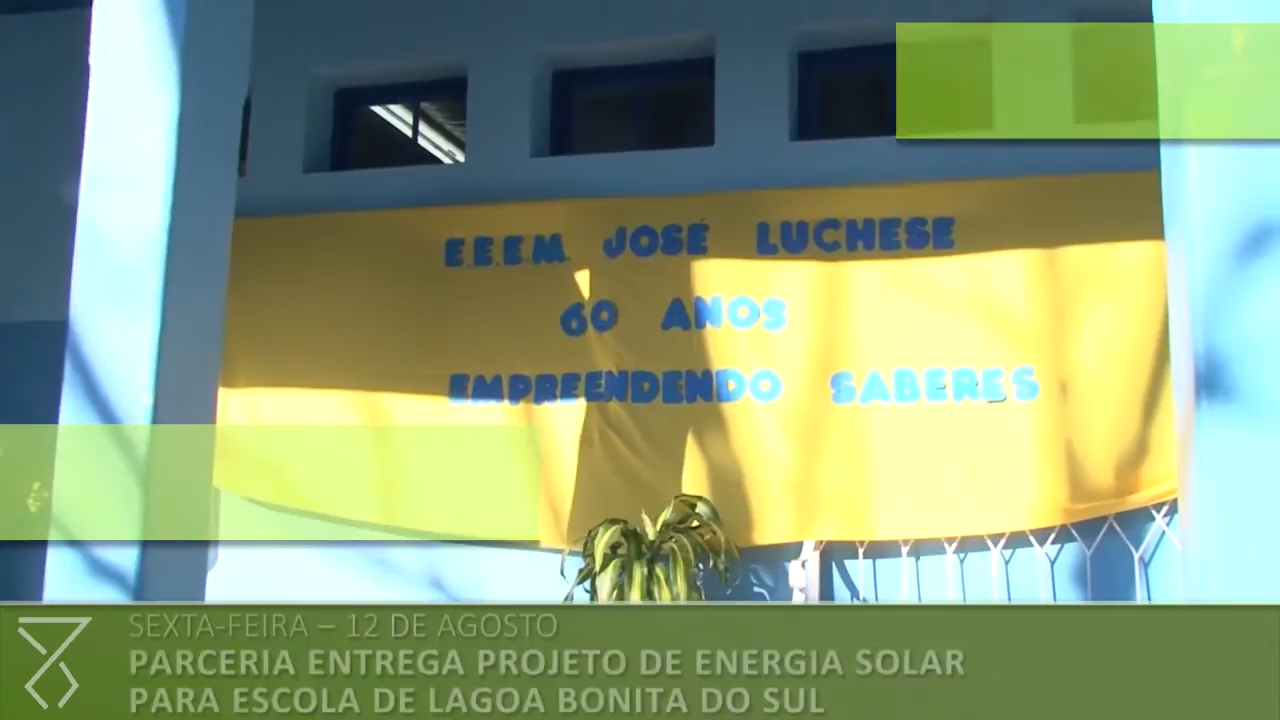 E.E.E.M. JOSÉ LUCHESE
60 ANOS
EMPREENDENDO SABERES
SEXTA-FEIRA – 12 DE AGOSTO
PARCERIA ENTREGA PROJETO DE ENERGIA SOLAR
PARA ESCOLA DE LAGOA BONITA DO SUL